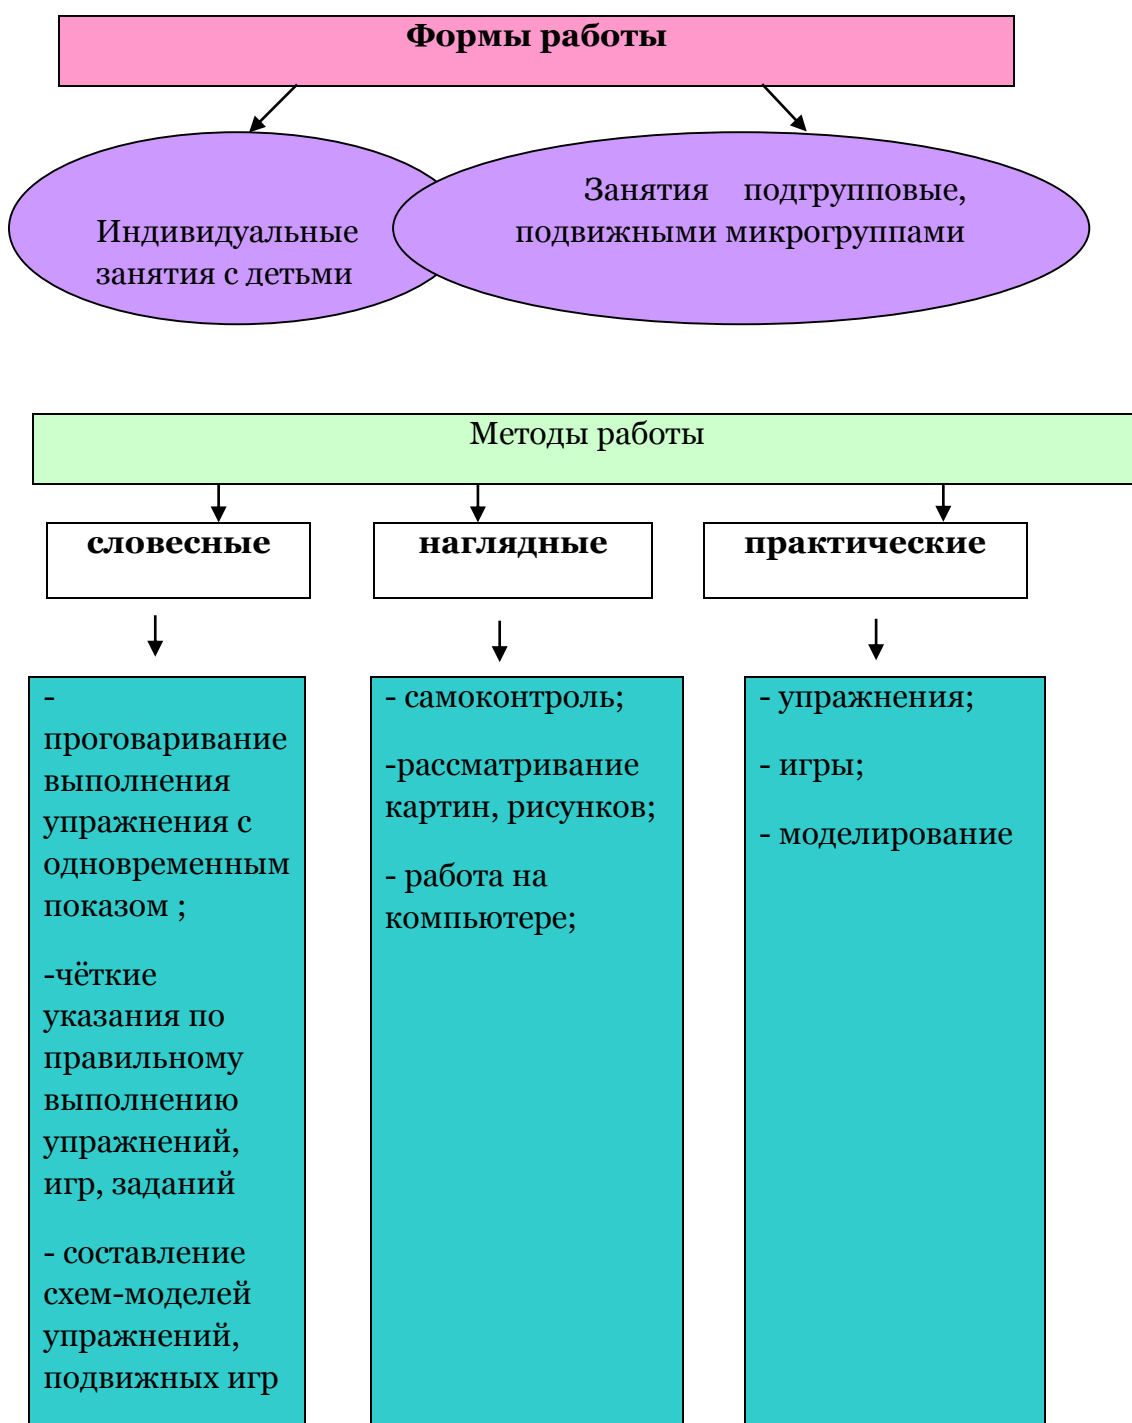 Формы работы
Индивидуальные
занятия с детьми
Занятия подгрупповые,
подвижными микрогруппами
Методы работы
словесные
наглядные
практические
-
проговаривание
выполнения
упражнения с
одновременным
показом ;
-чёткие
указания по
правильному
выполнению
упражнений,
игр, заданий
- составление
схем-моделей
упражнений,
подвижных игр
- самоконтроль;
-рассматривание
картин, рисунков;
- работа на
компьютере;
- упражнения;
- игры;
- моделирование